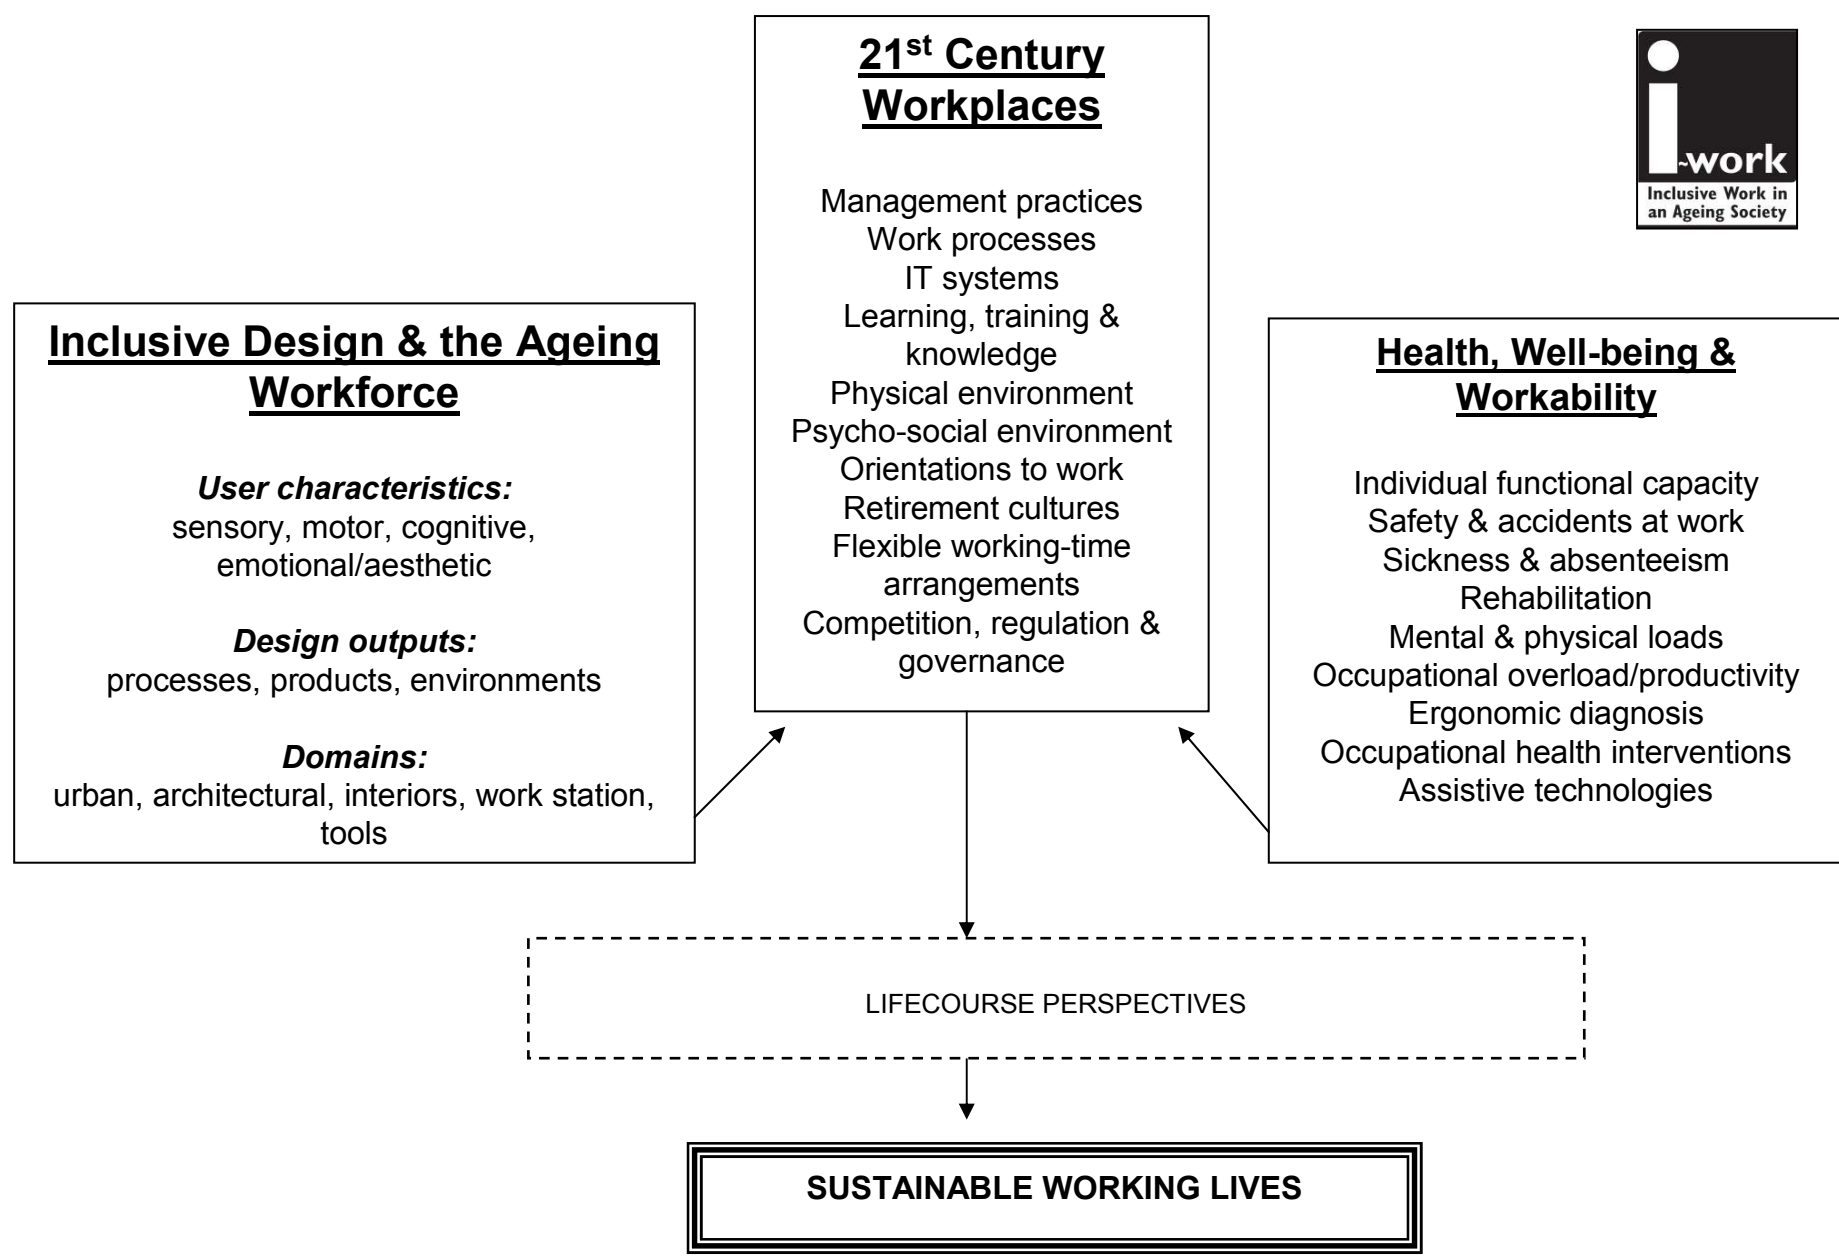 21st Century
Workplaces
Management practices
Work processes
IT systems
Learning, training &
knowledge
Physical environment
Psycho-social environment
Orientations to work
Retirement cultures
Flexible working-time
arrangements
Competition, regulation &
governance
i~work
Inclusive Work in
an Ageing Society
Inclusive Design & the Ageing
Workforce
User characteristics:
sensory, motor, cognitive,
emotional/aesthetic
Design outputs:
processes, products, environments
Domains:
urban, architectural, interiors, work station,
tools
Health, Well-being &
Workability
Individual functional capacity
Safety & accidents at work
Sickness & absenteeism
Rehabilitation
Mental & physical loads
Occupational overload/productivity
Ergonomic diagnosis
Occupational health interventions
Assistive technologies
LIFECOURSE PERSPECTIVES
SUSTAINABLE WORKING LIVES